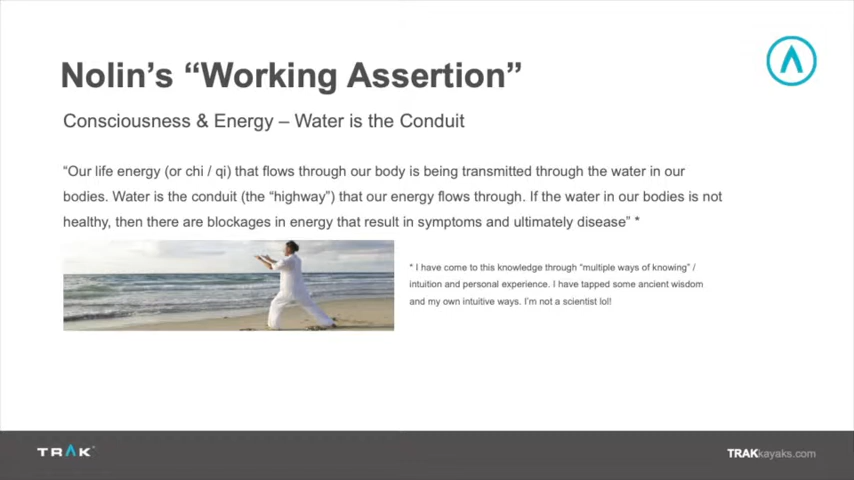 Nolin’s “Working Assertion”
Consciousness & Energy – Water is the Conduit
“Our life energy (or chi / qi) that flows through our body is being transmitted through the water in our
bodies. Water is the conduit (the “highway”) that our energy flows through. If the water in our bodies is not
healthy, then there are blockages in energy that result in symptoms and ultimately disease” *
* I have come to this knowledge through “multiple ways of knowing” /
intuition and personal experience. I have tapped some ancient wisdom
and my own intuitive ways. I’m not a scientist lol!
TRAK
TRAKkayaks.com